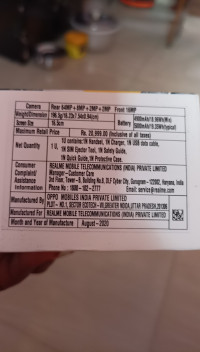 Camera Rear 64MP + 8MP + 2MP + 2MP Front 16MP
Weight/Dimension 196.5g/16.23x7.54x0.94(cm) Battery 4900mAh/18.96Wh(Min)
Screen Size 16.5cm 5000mAh/19.35Wh(typical)
Maximum Retail Price Rs. 20,999.00 (Inclusive of all taxes)
Net Quantity 1 U, 10 contains:1N Handset, 1N Charger, 1N USB data cable,
1N SIM Ejector Tool, 1N Safety Guide,
1N Quick Guide,1N Protective Case.
Consumer Complaint/ Assistance Information
REALME MOBILE TELECOMMUNICATIONS (INDIA) PRIVATE LIMITED
Manager-Customer Care
3rd Floor, Tower-B, Building No.8, DLF Cyber City, Gurugram-122002, Haryana, India
Phone No : 1800-102-2777 Email: service@realme.com
Manufactured By OPPO MOBILES INDIA PRIVATE LIMITED
PLOT - NO.1, SECTOR ECOTECH - VII,GREATER NOIDA,UTTAR PRADESH,201306
Manufactured For REALME MOBILE TELECOMMUNICATIONS (INDIA) PRIVATE LIMITED
Month and Year of Manufacture August-2020